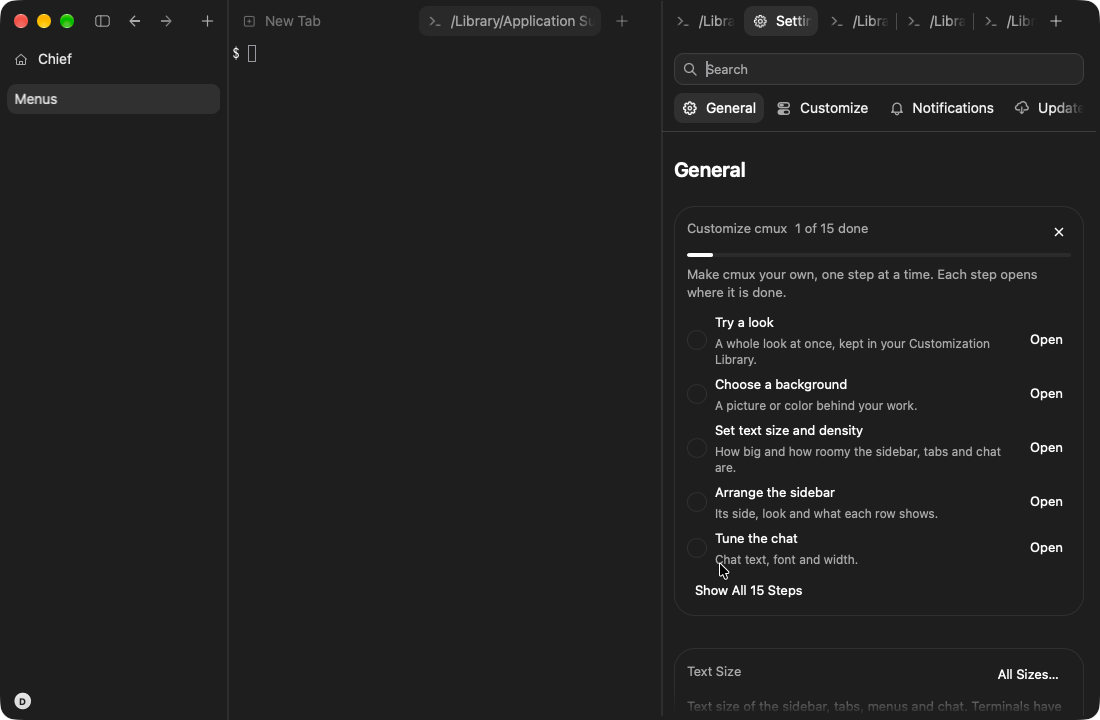 New Tab
/Library/Application Su
/Libra
Settin
/Libra
/Libra
/Libr
Chief
$
Search
Menus
General
Customize
Notifications
Update
General
Customize cmux 1 of 15 done
Make cmux your own, one step at a time. Each step opens
where it is done.
Try a look
A whole look at once, kept in your Customization
Library.
Open
Choose a background
A picture or color behind your work.
Open
Set text size and density
How big and how roomy the sidebar, tabs and chat
are.
Open
Arrange the sidebar
Its side, look and what each row shows.
Open
Tune the chat
Chat text, font and width.
Open
Show All 15 Steps
Text Size
All Sizes...
Text size of the sidebar, tabs, menus and chat. Terminals have
D